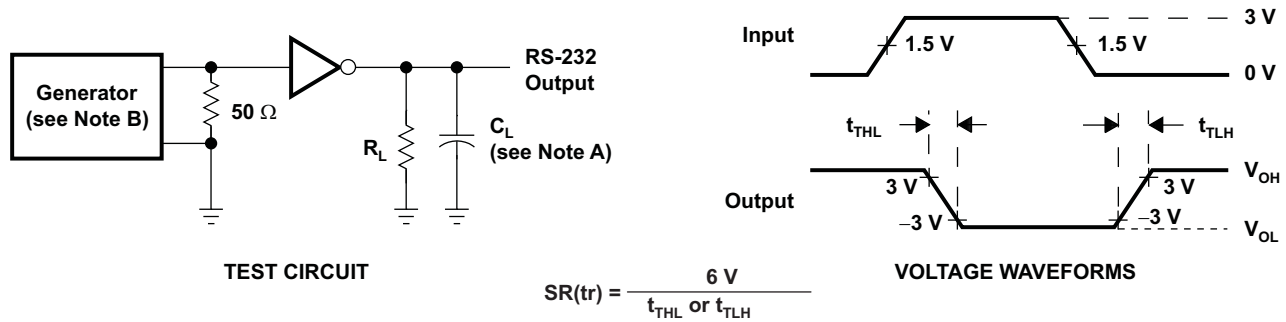 Generator
(see Note B)
50 Ω
R_L
C_L
(see Note A)
RS-232
Output
TEST CIRCUIT
Input
1.5 V
1.5 V
3 V
0 V
t_THL
t_TLH
Output
3 V
−3 V
3 V
−3 V
V_OH
V_OL
VOLTAGE WAVEFORMS
SR(tr) = 6 V / t_THL or t_TLH